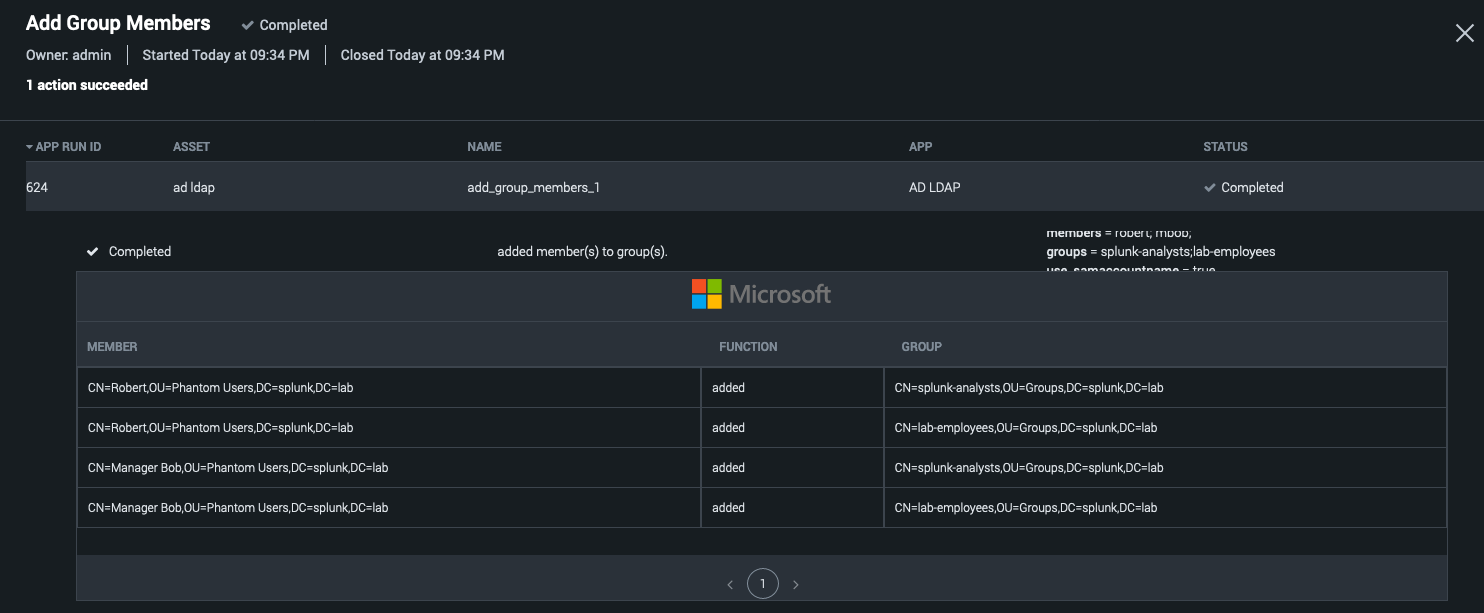 Add Group Members ✓ Completed
Owner: admin | Started Today at 09:34 PM | Closed Today at 09:34 PM
1 action succeeded
APP RUN ID ASSET NAME APP STATUS
624 ad ldap add_group_members_1 AD LDAP Completed
members = robert; mbob;
Completed added member(s) to group(s). groups = splunk-analysts;lab-employees
use_samaccountname = true
Microsoft
MEMBER FUNCTION GROUP
CN=Robert,OU=Phantom Users,DC=splunk,DC=lab added CN=splunk-analysts,OU=Groups,DC=splunk,DC=lab
CN=Robert,OU=Phantom Users,DC=splunk,DC=lab added CN=lab-employees,OU=Groups,DC=splunk,DC=lab
CN=Manager Bob,OU=Phantom Users,DC=splunk,DC=lab added CN=splunk-analysts,OU=Groups,DC=splunk,DC=lab
CN=Manager Bob,OU=Phantom Users,DC=splunk,DC=lab added CN=lab-employees,OU=Groups,DC=splunk,DC=lab
1